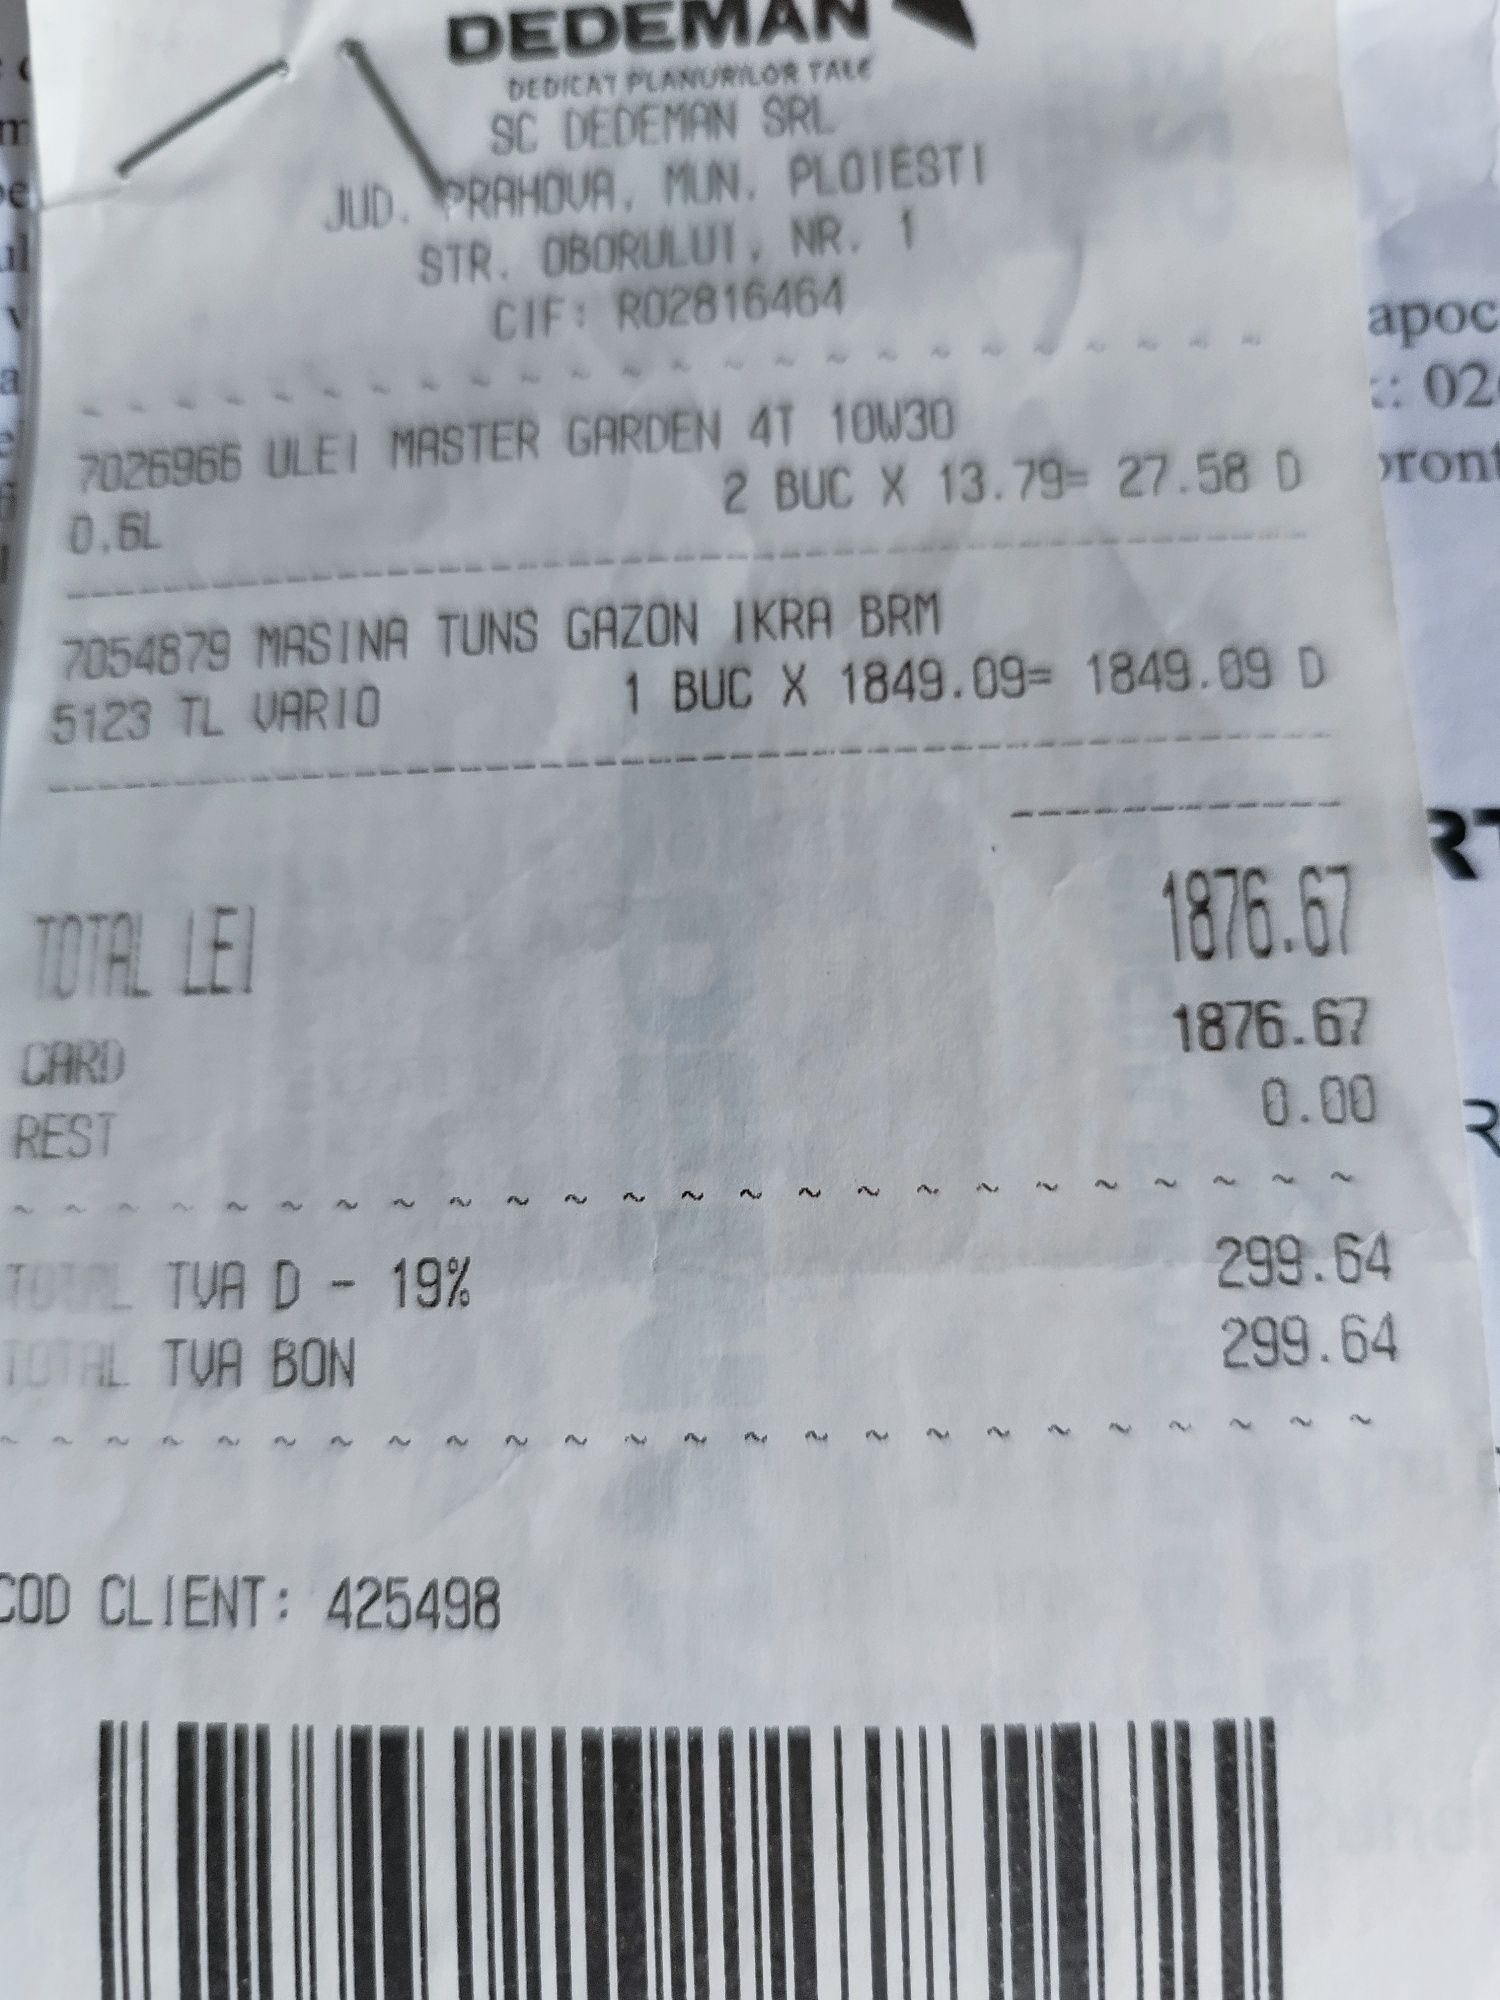 DEDEMAN
DEDICAT PLANURILOR TALE
SC DEDEMAN SRL
JUD. PRAHOVA, MUN. PLOIESTI
STR. OBORULUI, NR. 1
CIF: RO2816464
7026966 ULEI MASTER GARDEN 4T 10W30
2 BUC X 13.79= 27.58 D
0.6L
7054879 MASINA TUNS GAZON IKRA BRM
5123 TL VARIO 1 BUC X 1849.09= 1849.09 D
TOTAL LEI 1876.67
CARD 1876.67
REST 0.00
TOTAL TVA D - 19% 299.64
TOTAL TVA BON 299.64
COD CLIENT: 425498